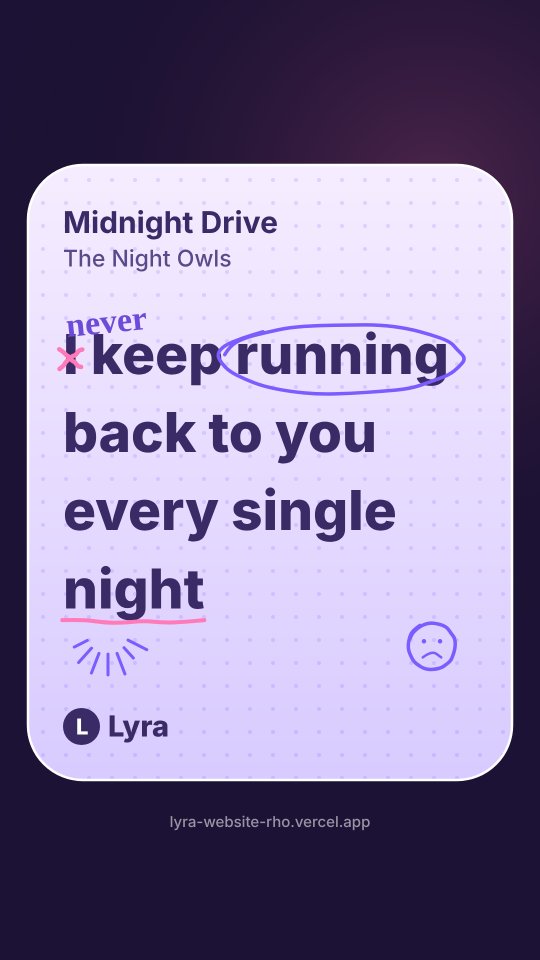 Midnight Drive
The Night Owls
never
I keep running
back to you
every single
night
L Lyra
lyra-website-rho.vercel.app